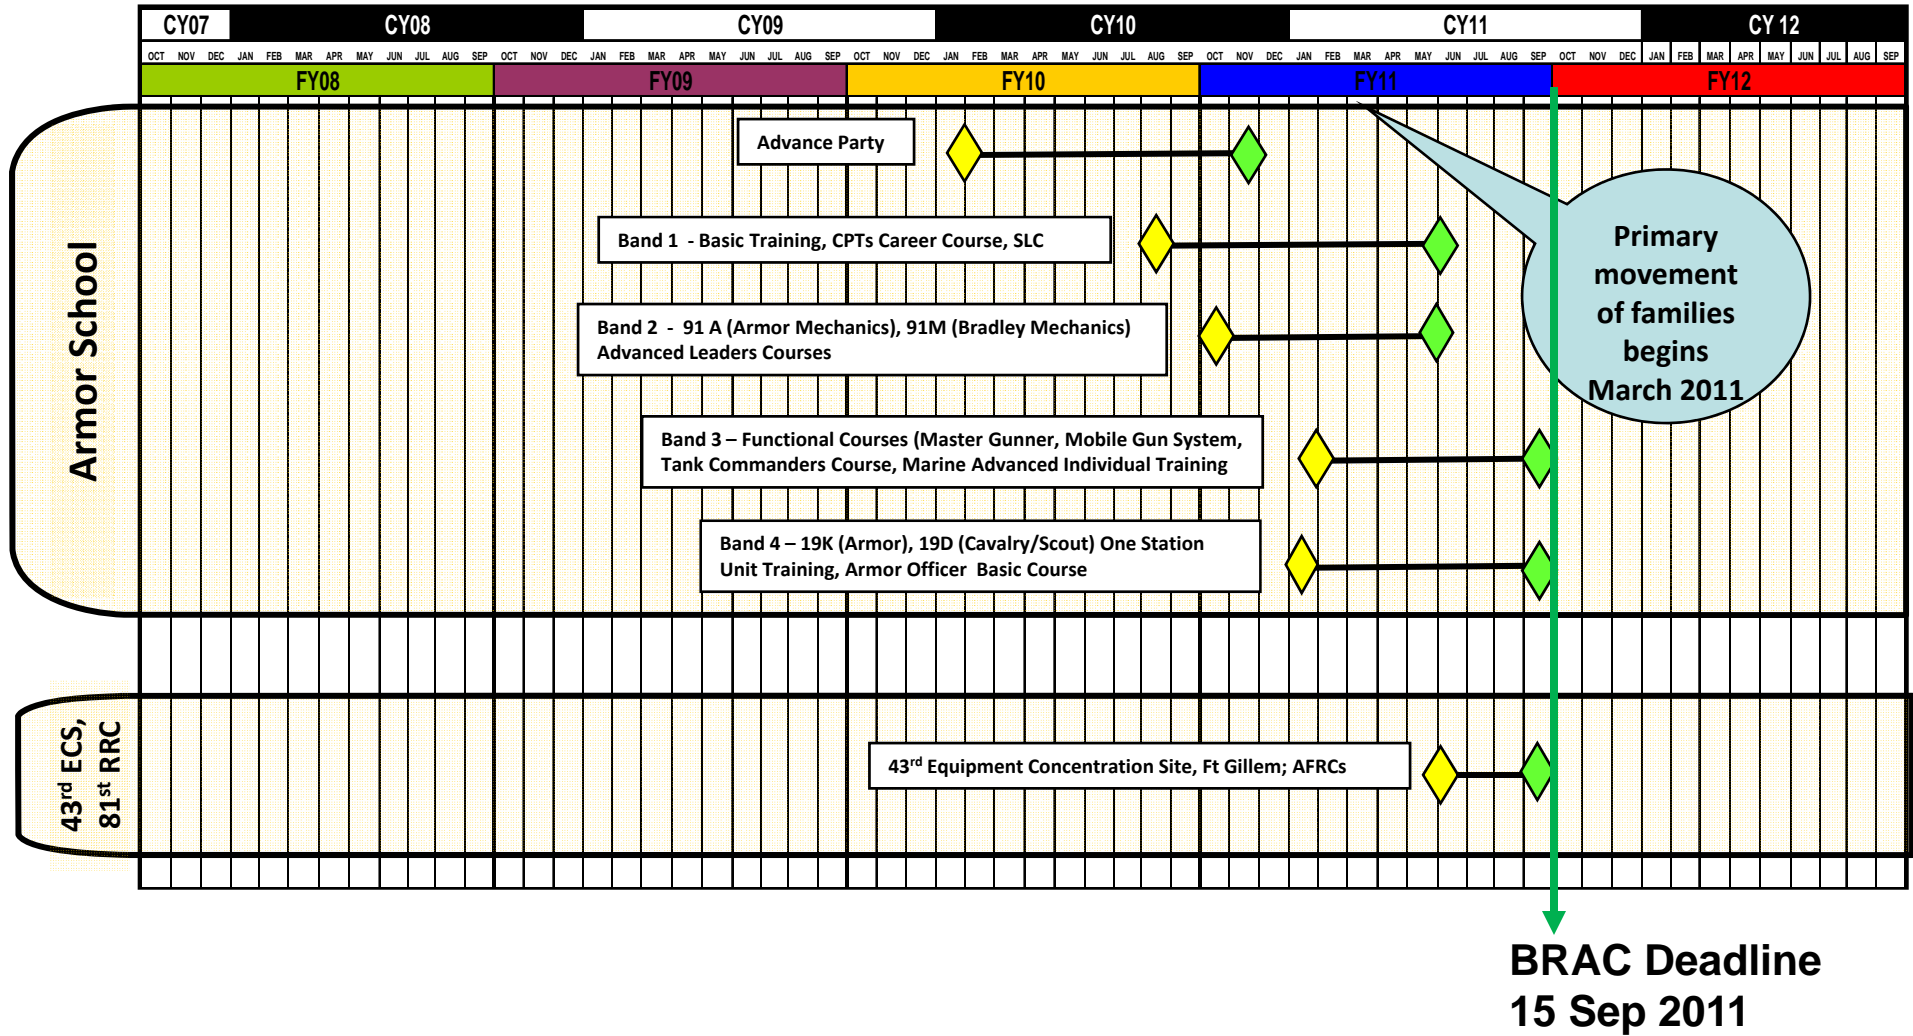 CY07 CY08 CY09 CY10 CY11 CY 12
OCT NOV DEC JAN FEB MAR APR MAY JUN JUL AUG SEP OCT NOV DEC JAN FEB MAR APR MAY JUN JUL AUG SEP OCT NOV DEC JAN FEB MAR APR MAY JUN JUL AUG SEP OCT NOV DEC JAN FEB MAR APR MAY JUN JUL AUG SEP OCT NOV DEC JAN FEB MAR APR MAY JUN JUL AUG SEP
FY08 FY09 FY10 FY11 FY12
Armor School
Advance Party
Band 1 - Basic Training, CPTs Career Course, SLC
Band 2 - 91 A (Armor Mechanics), 91M (Bradley Mechanics)
Advanced Leaders Courses
Band 3 – Functional Courses (Master Gunner, Mobile Gun System,
Tank Commanders Course, Marine Advanced Individual Training
Band 4 – 19K (Armor), 19D (Cavalry/Scout) One Station
Unit Training, Armor Officer Basic Course
Primary
movement
of families
begins
March 2011
43rd ECS,
81st RRC
43rd Equipment Concentration Site, Ft Gillem; AFRCs
BRAC Deadline
15 Sep 2011